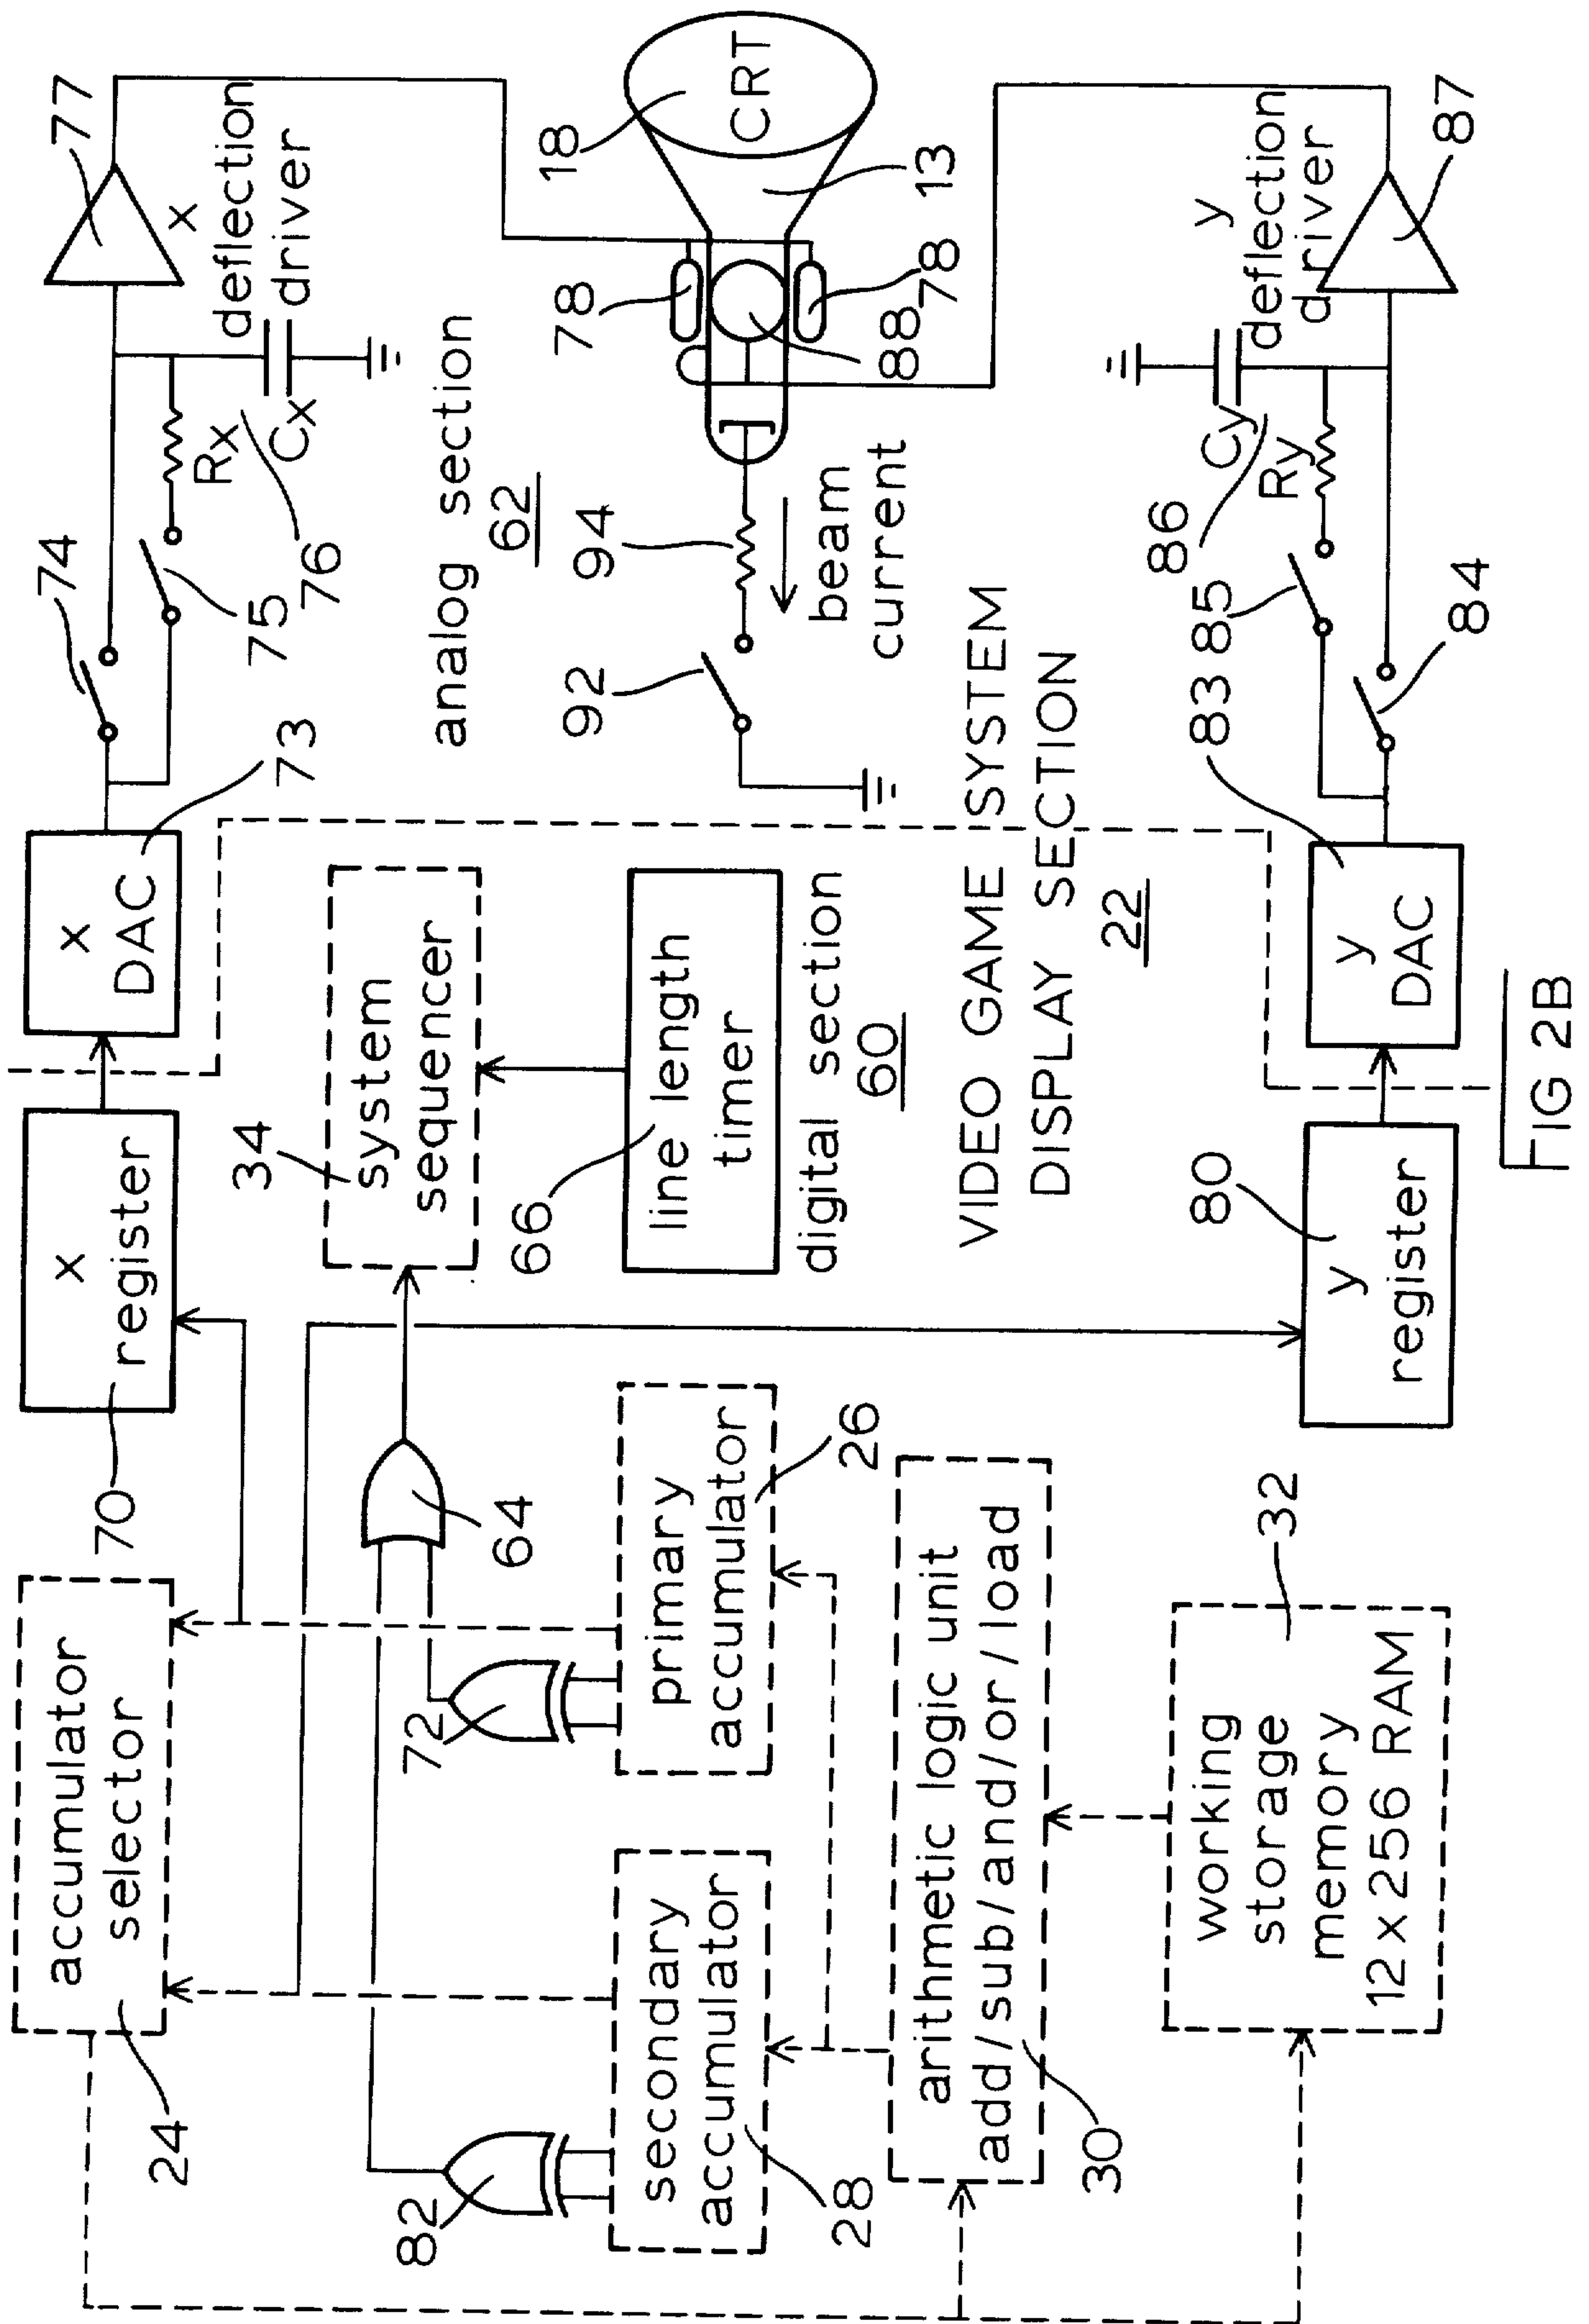 accumulator
selector
24
70
x
register
x
DAC
73
74
75
Rx
Cx
76
77
x
deflection
driver
82
72
64
34
system
sequencer
66
line length
timer
digital section
60
analog section
62
92
94
beam
current
78
78
88
18
CRT
13
secondary
accumulator
28
primary
accumulator
26
arithmetic logic unit
add/sub/and/or/load
30
VIDEO GAME SYSTEM
DISPLAY SECTION
22
working
storage
memory
12x256 RAM
32
80
y
register
y
DAC
83
84
85
Ry
Cy
86
87
y
deflection
driver
FIG 2B